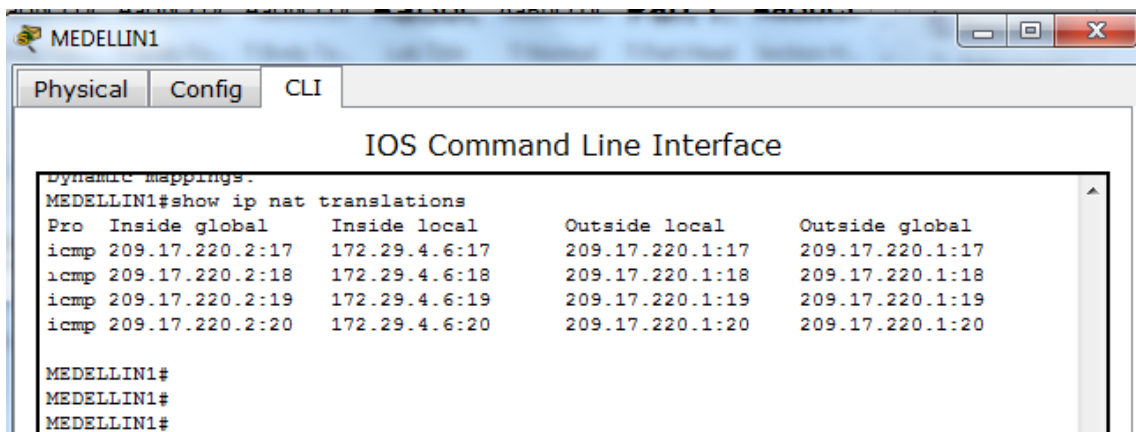 MEDELLIN1
Physical Config CLI
IOS Command Line Interface
Dynamic mappings:
MEDELLIN1#show ip nat translations
Pro Inside global Inside local Outside local Outside global
icmp 209.17.220.2:17 172.29.4.6:17 209.17.220.1:17 209.17.220.1:17
icmp 209.17.220.2:18 172.29.4.6:18 209.17.220.1:18 209.17.220.1:18
icmp 209.17.220.2:19 172.29.4.6:19 209.17.220.1:19 209.17.220.1:19
icmp 209.17.220.2:20 172.29.4.6:20 209.17.220.1:20 209.17.220.1:20
MEDELLIN1#
MEDELLIN1#
MEDELLIN1#